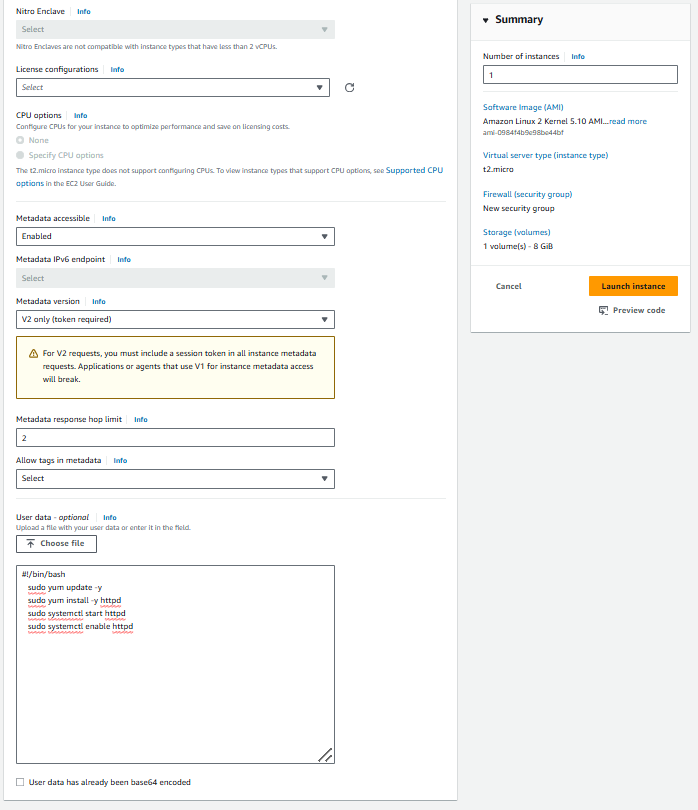 Nitro Enclave Info
Select
Nitro Enclaves are not compatible with instance types that have less than 2 vCPUs.
License configurations Info
Select
CPU options Info
Configure CPUs for your instance to optimize performance and save on licensing costs.
None
Specify CPU options
The t2.micro instance type does not support configuring CPUs. To view instance types that support CPU options, see Supported CPU
options in the EC2 User Guide.
Metadata accessible Info
Enabled
Metadata IPv6 endpoint Info
Select
Metadata version Info
V2 only (token required)
For V2 requests, you must include a session token in all instance metadata
requests. Applications or agents that use V1 for instance metadata access
will break.
Metadata response hop limit Info
2
Allow tags in metadata Info
Select
User data - optional Info
Upload a file with your user data or enter it in the field.
Choose file
#!/bin/bash
sudo yum update -y
sudo yum install -y httpd
sudo systemctl start httpd
sudo systemctl enable httpd
User data has already been base64 encoded
Summary
Number of instances Info
1
Software Image (AMI)
Amazon Linux 2 Kernel 5.10 AMI...read more
ami-0984f4b9e98be44bf
Virtual server type (instance type)
t2.micro
Firewall (security group)
New security group
Storage (volumes)
1 volume(s) - 8 GiB
Cancel
Launch instance
Preview code